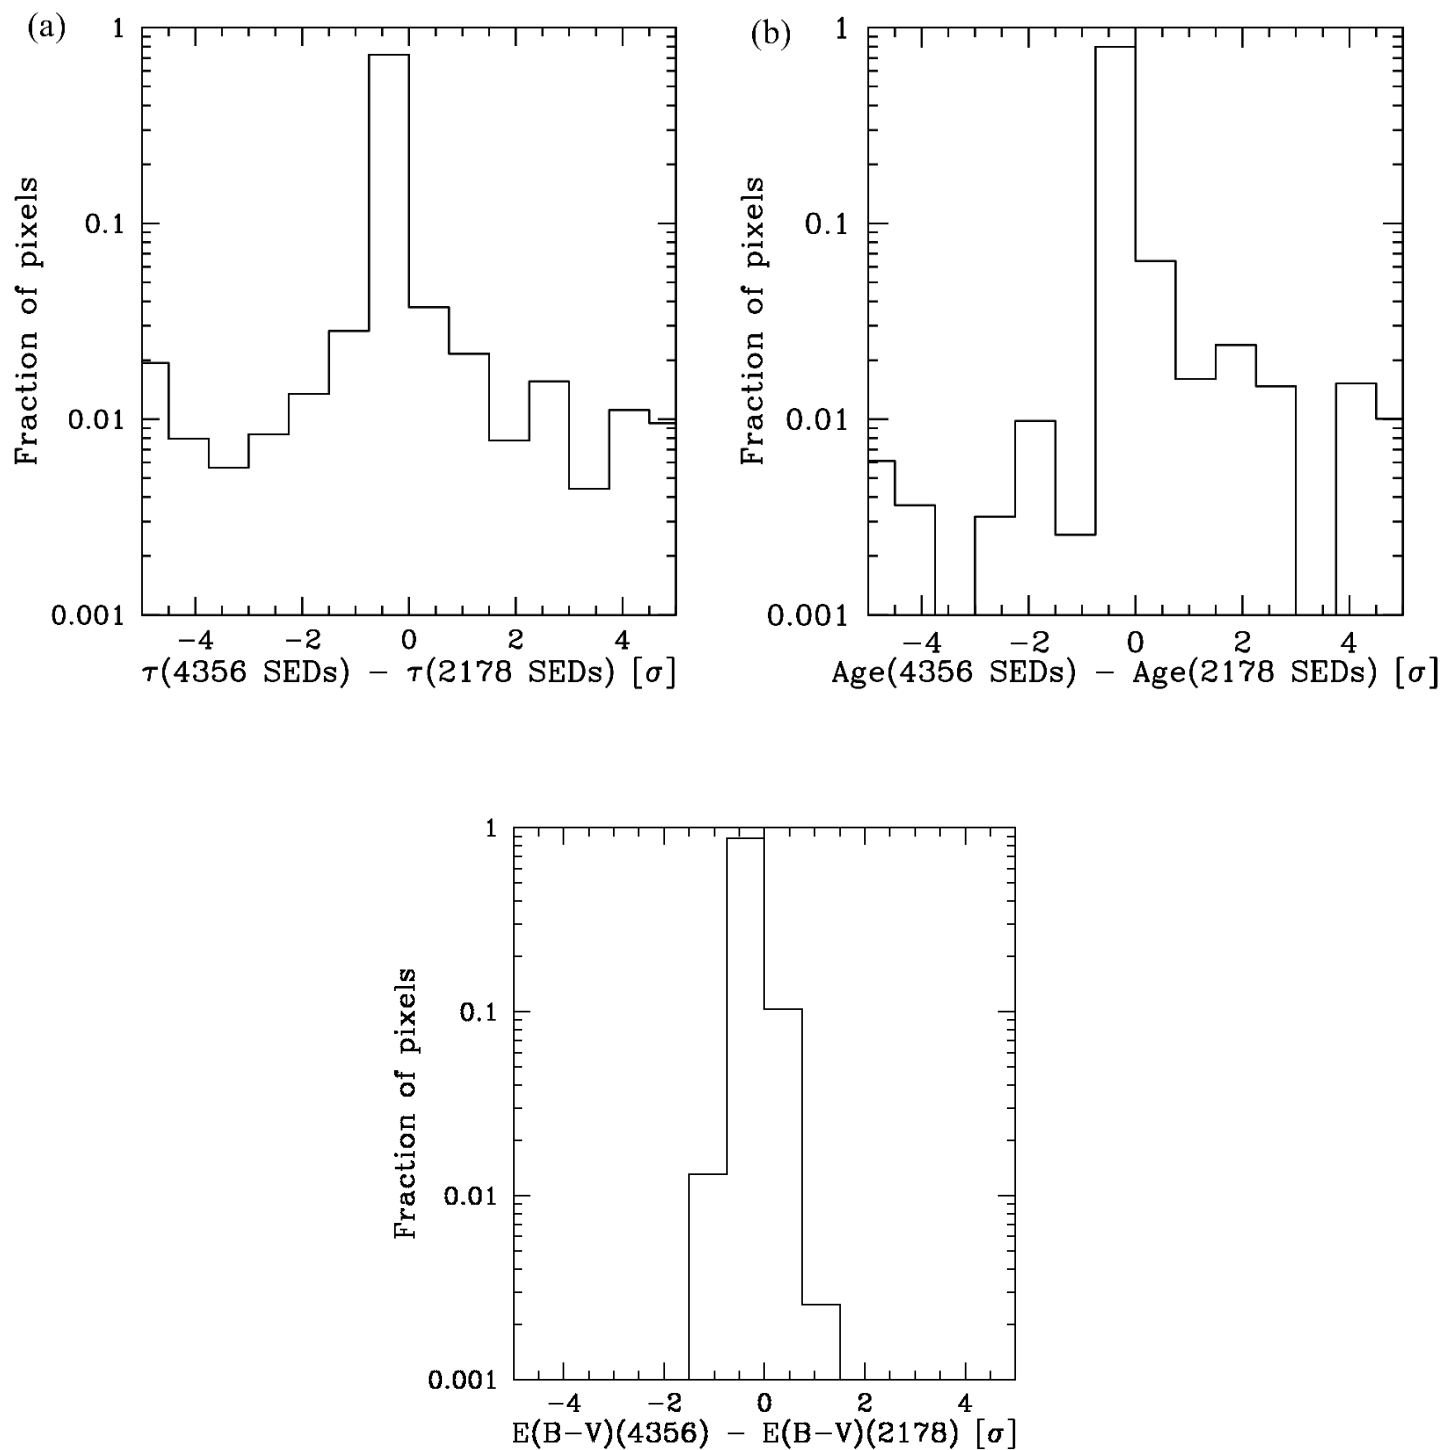 (a)
1
0.1
0.01
0.001
Fraction of pixels
−4 −2 0 2 4
τ(4356 SEDs) − τ(2178 SEDs) [σ]
(b)
1
0.1
0.01
0.001
Fraction of pixels
−4 −2 0 2 4
Age(4356 SEDs) − Age(2178 SEDs) [σ]
1
0.1
0.01
0.001
Fraction of pixels
−4 −2 0 2 4
E(B−V)(4356) − E(B−V)(2178) [σ]